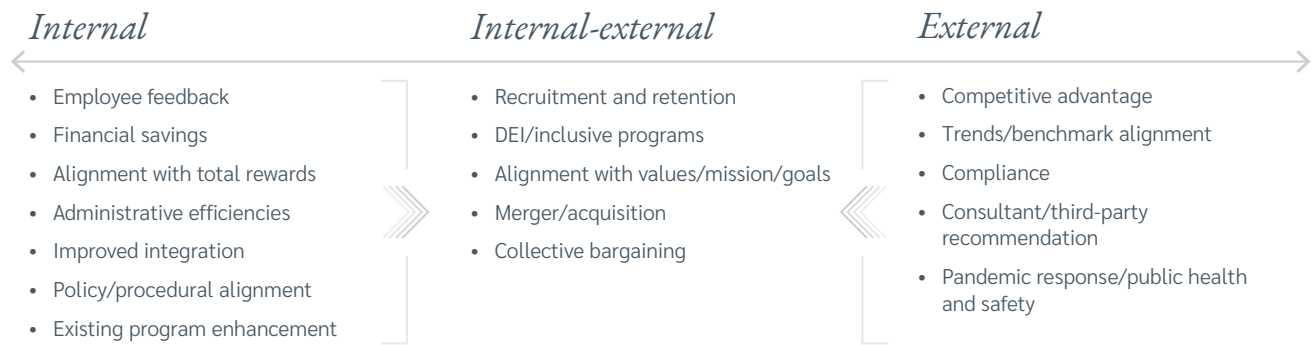 Internal
• Employee feedback
• Financial savings
• Alignment with total rewards
• Administrative efficiencies
• Improved integration
• Policy/procedural alignment
• Existing program enhancement
Internal-external
• Recruitment and retention
• DEI/inclusive programs
• Alignment with values/mission/goals
• Merger/acquisition
• Collective bargaining
External
• Competitive advantage
• Trends/benchmark alignment
• Compliance
• Consultant/third-party
recommendation
• Pandemic response/public health
and safety